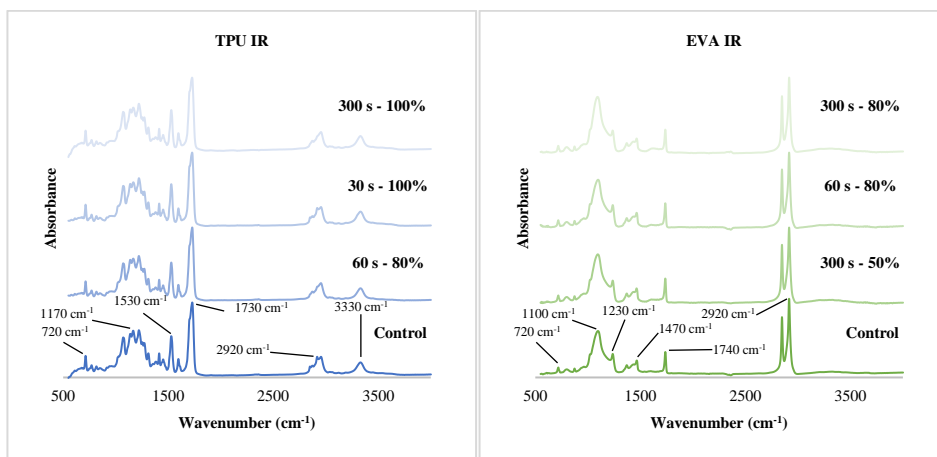 TPU IR
300 s - 100%
30 s - 100%
60 s - 80%
Control
1530 cm⁻¹
1730 cm⁻¹
3330 cm⁻¹
1170 cm⁻¹
720 cm⁻¹
2920 cm⁻¹
Absorbance
500 1500 2500 3500
Wavenumber (cm⁻¹)
EVA IR
300 s - 80%
60 s - 80%
300 s - 50%
Control
1100 cm⁻¹
1230 cm⁻¹
2920 cm⁻¹
720 cm⁻¹
1470 cm⁻¹
1740 cm⁻¹
Absorbance
500 1500 2500 3500
Wavenumber (cm⁻¹)